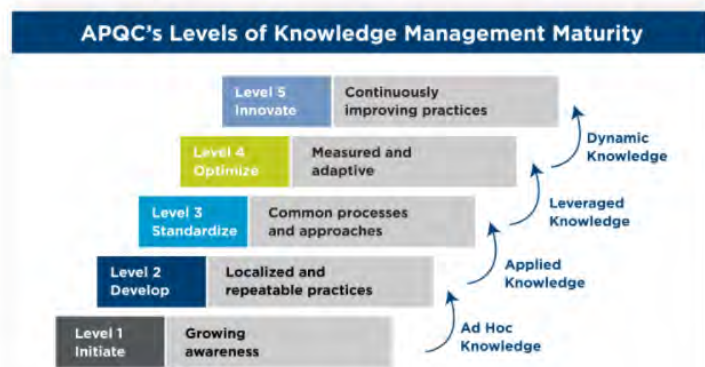 APQC's Levels of Knowledge Management Maturity
Level 5
Innovate
Continuously
improving practices
Dynamic
Knowledge
Level 4
Optimize
Measured and
adaptive
Leveraged
Knowledge
Level 3
Standardize
Common processes
and approaches
Applied
Knowledge
Level 2
Develop
Localized and
repeatable practices
Ad Hoc
Knowledge
Level 1
Initiate
Growing
awareness